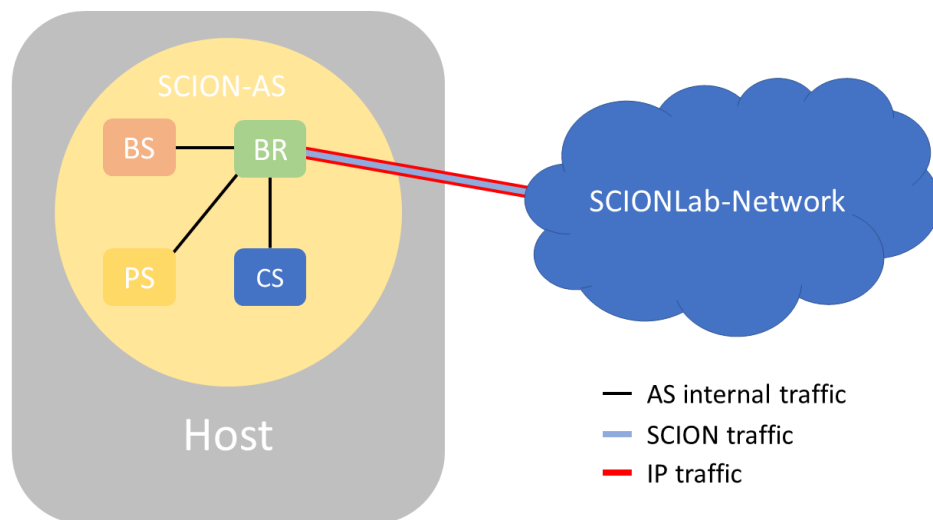 SCION-AS
BS
BR
PS
CS
Host
SCIONLab-Network
AS internal traffic
SCION traffic
IP traffic